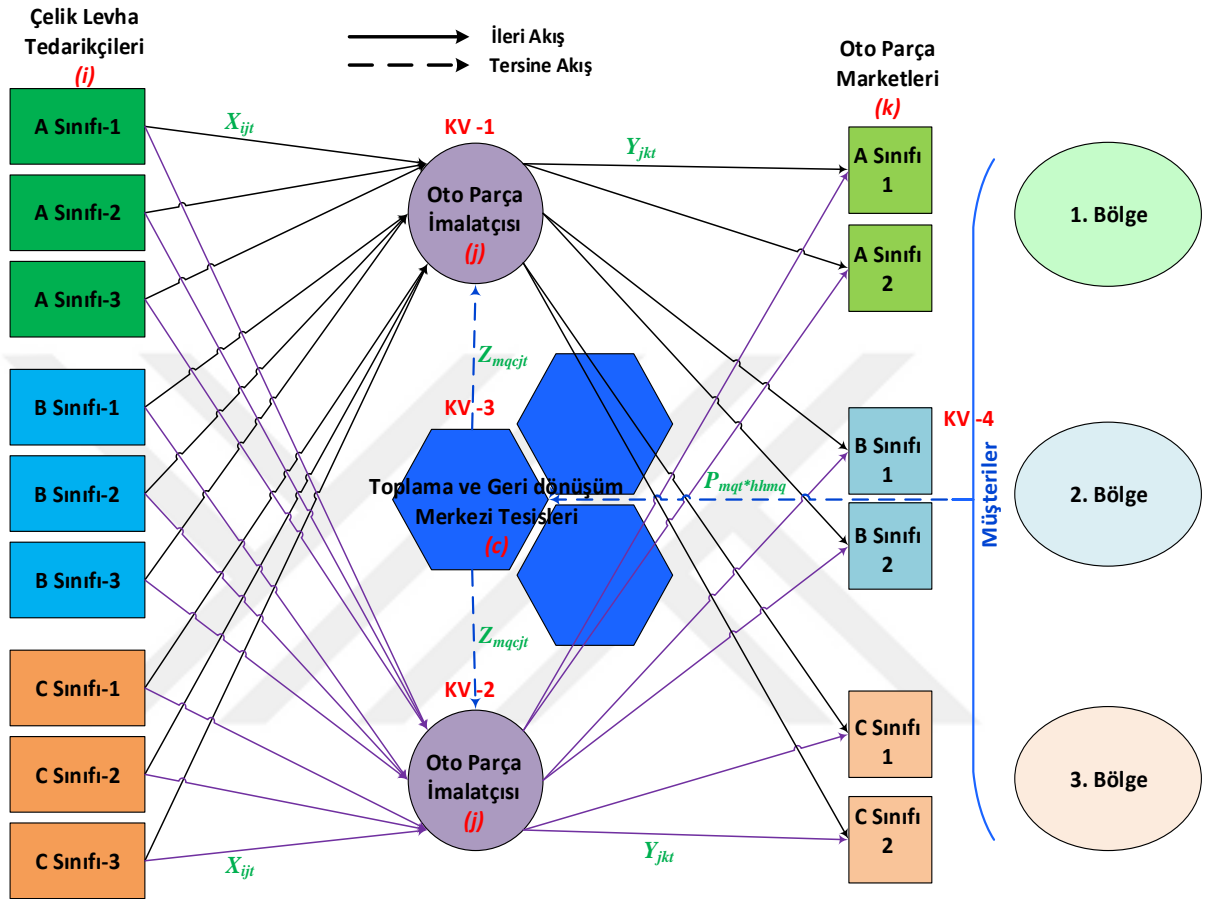 Çelik Levha
Tedarikçileri
(i)
İleri Akış
Tersine Akış
Oto Parça
Marketleri
(k)
A Sınıfı-1
A Sınıfı-2
A Sınıfı-3
B Sınıfı-1
B Sınıfı-2
B Sınıfı-3
C Sınıfı-1
C Sınıfı-2
C Sınıfı-3
Xijt
Xijt
KV -1
Oto Parça
İmalatçısı
(j)
Zmqcjt
KV -3
Toplama ve Geri dönüşüm
Merkezi Tesisleri
(c)
Zmqcjt
KV -2
Oto Parça
İmalatçısı
(j)
Yjkt
Pmqt*hhmq
Yjkt
A Sınıfı
1
A Sınıfı
2
B Sınıfı
1
B Sınıfı
2
C Sınıfı
1
C Sınıfı
2
KV -4
Müşteriler
1. Bölge
2. Bölge
3. Bölge